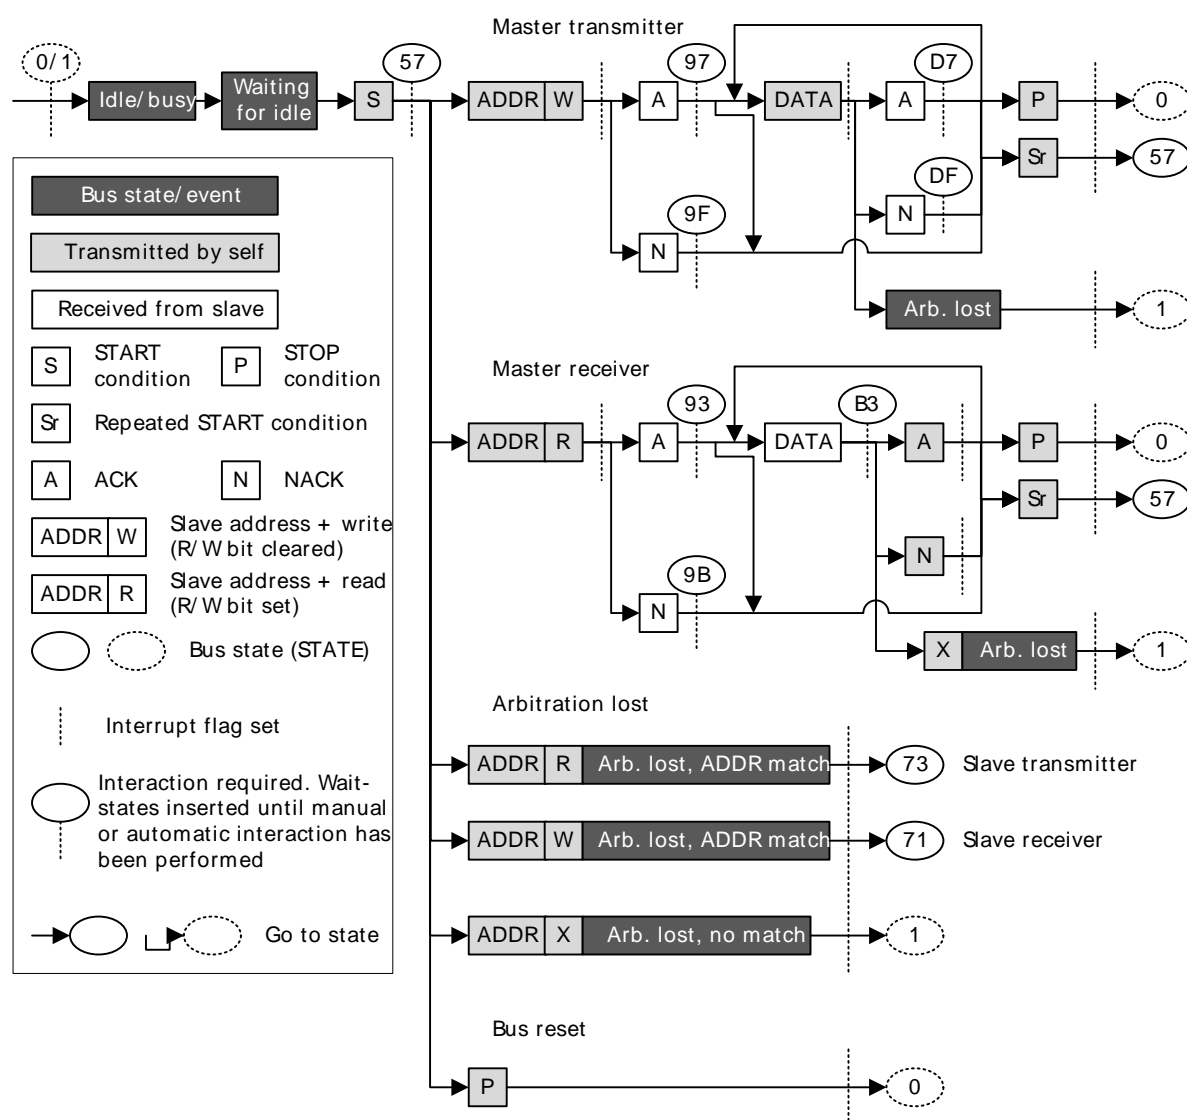 Master transmitter
0/1
57
97
D7
Idle/busy
Waiting
for idle
S
ADDR W
A
DATA
A
P
0
Sr
57
DF
N
9F
N
Arb. lost
1
Bus state/event
Transmitted by self
Received from slave
S START
condition
P STOP
condition
Sr Repeated START condition
A ACK
N NACK
ADDR W Slave address + write
(R/W bit cleared)
ADDR R Slave address + read
(R/W bit set)
Bus state (STATE)
Interrupt flag set
Interaction required. Wait-
states inserted until manual
or automatic interaction has
been performed
Go to state
Master receiver
93
B3
ADDR R
A
DATA
A
P
0
Sr
57
N
9B
N
X Arb. lost
1
Arbitration lost
ADDR R Arb. lost, ADDR match
73 Slave transmitter
ADDR W Arb. lost, ADDR match
71 Slave receiver
ADDR X Arb. lost, no match
1
Bus reset
P
0